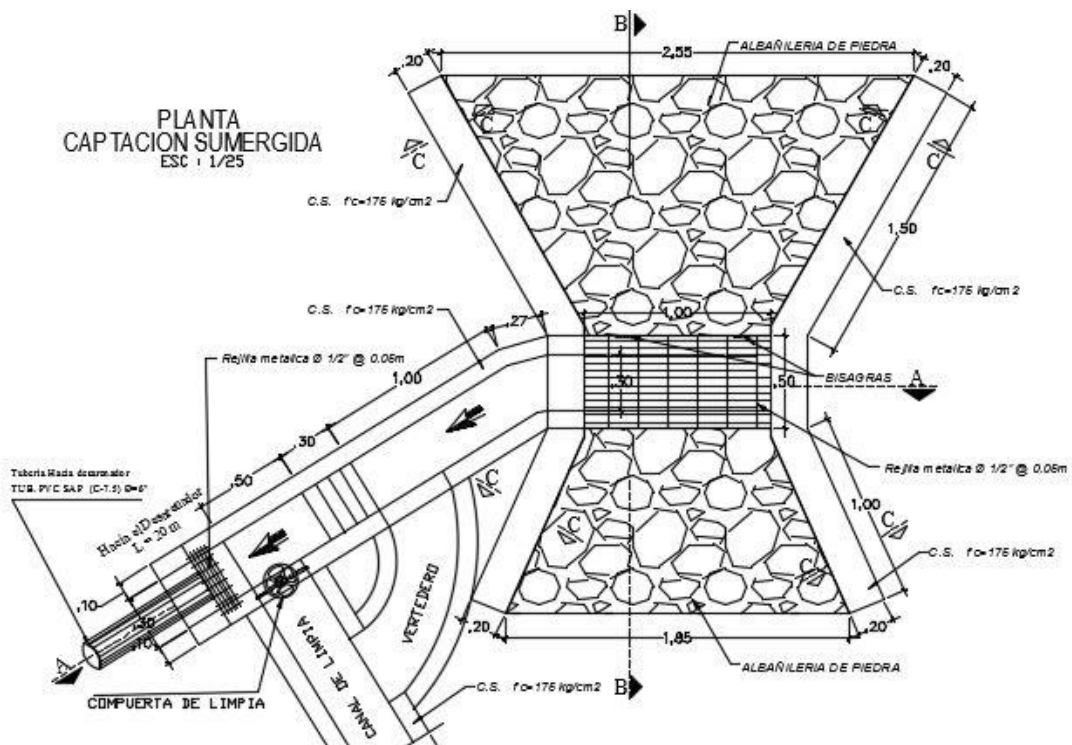 B
ALBAÑILERIA DE PIEDRA
2,55
,20
,20
PLANTA
CAPTACION SUMERGIDA
ESC : 1/25
C
C
C
C
C.S. f'c=175 kg/cm2
1,50
C.S. f'c=175 kg/cm2
C.S. f'c=175 kg/cm2
,27
1,00
Rejilla metalica Ø 1/2" @ 0.05m
1,00
BISAGRAS
A
,30
,50
,30
,50
Tuberia Hacia desarenador
TUB. PVC SAP (C-7.5) Ø=6"
Hacia el Desarenador
L = 20 m
Rejilla metalica Ø 1/2" @ 0.05m
1,00
C
C
C
C
C.S. f'c=175 kg/cm2
VERTEDERO
,10
,30
,10
A
CANAL DE LIMPIA
COMPUERTA DE LIMPIA
,20
1,85
,20
ALBAÑILERIA DE PIEDRA
C.S. f'c=175 kg/cm2
B